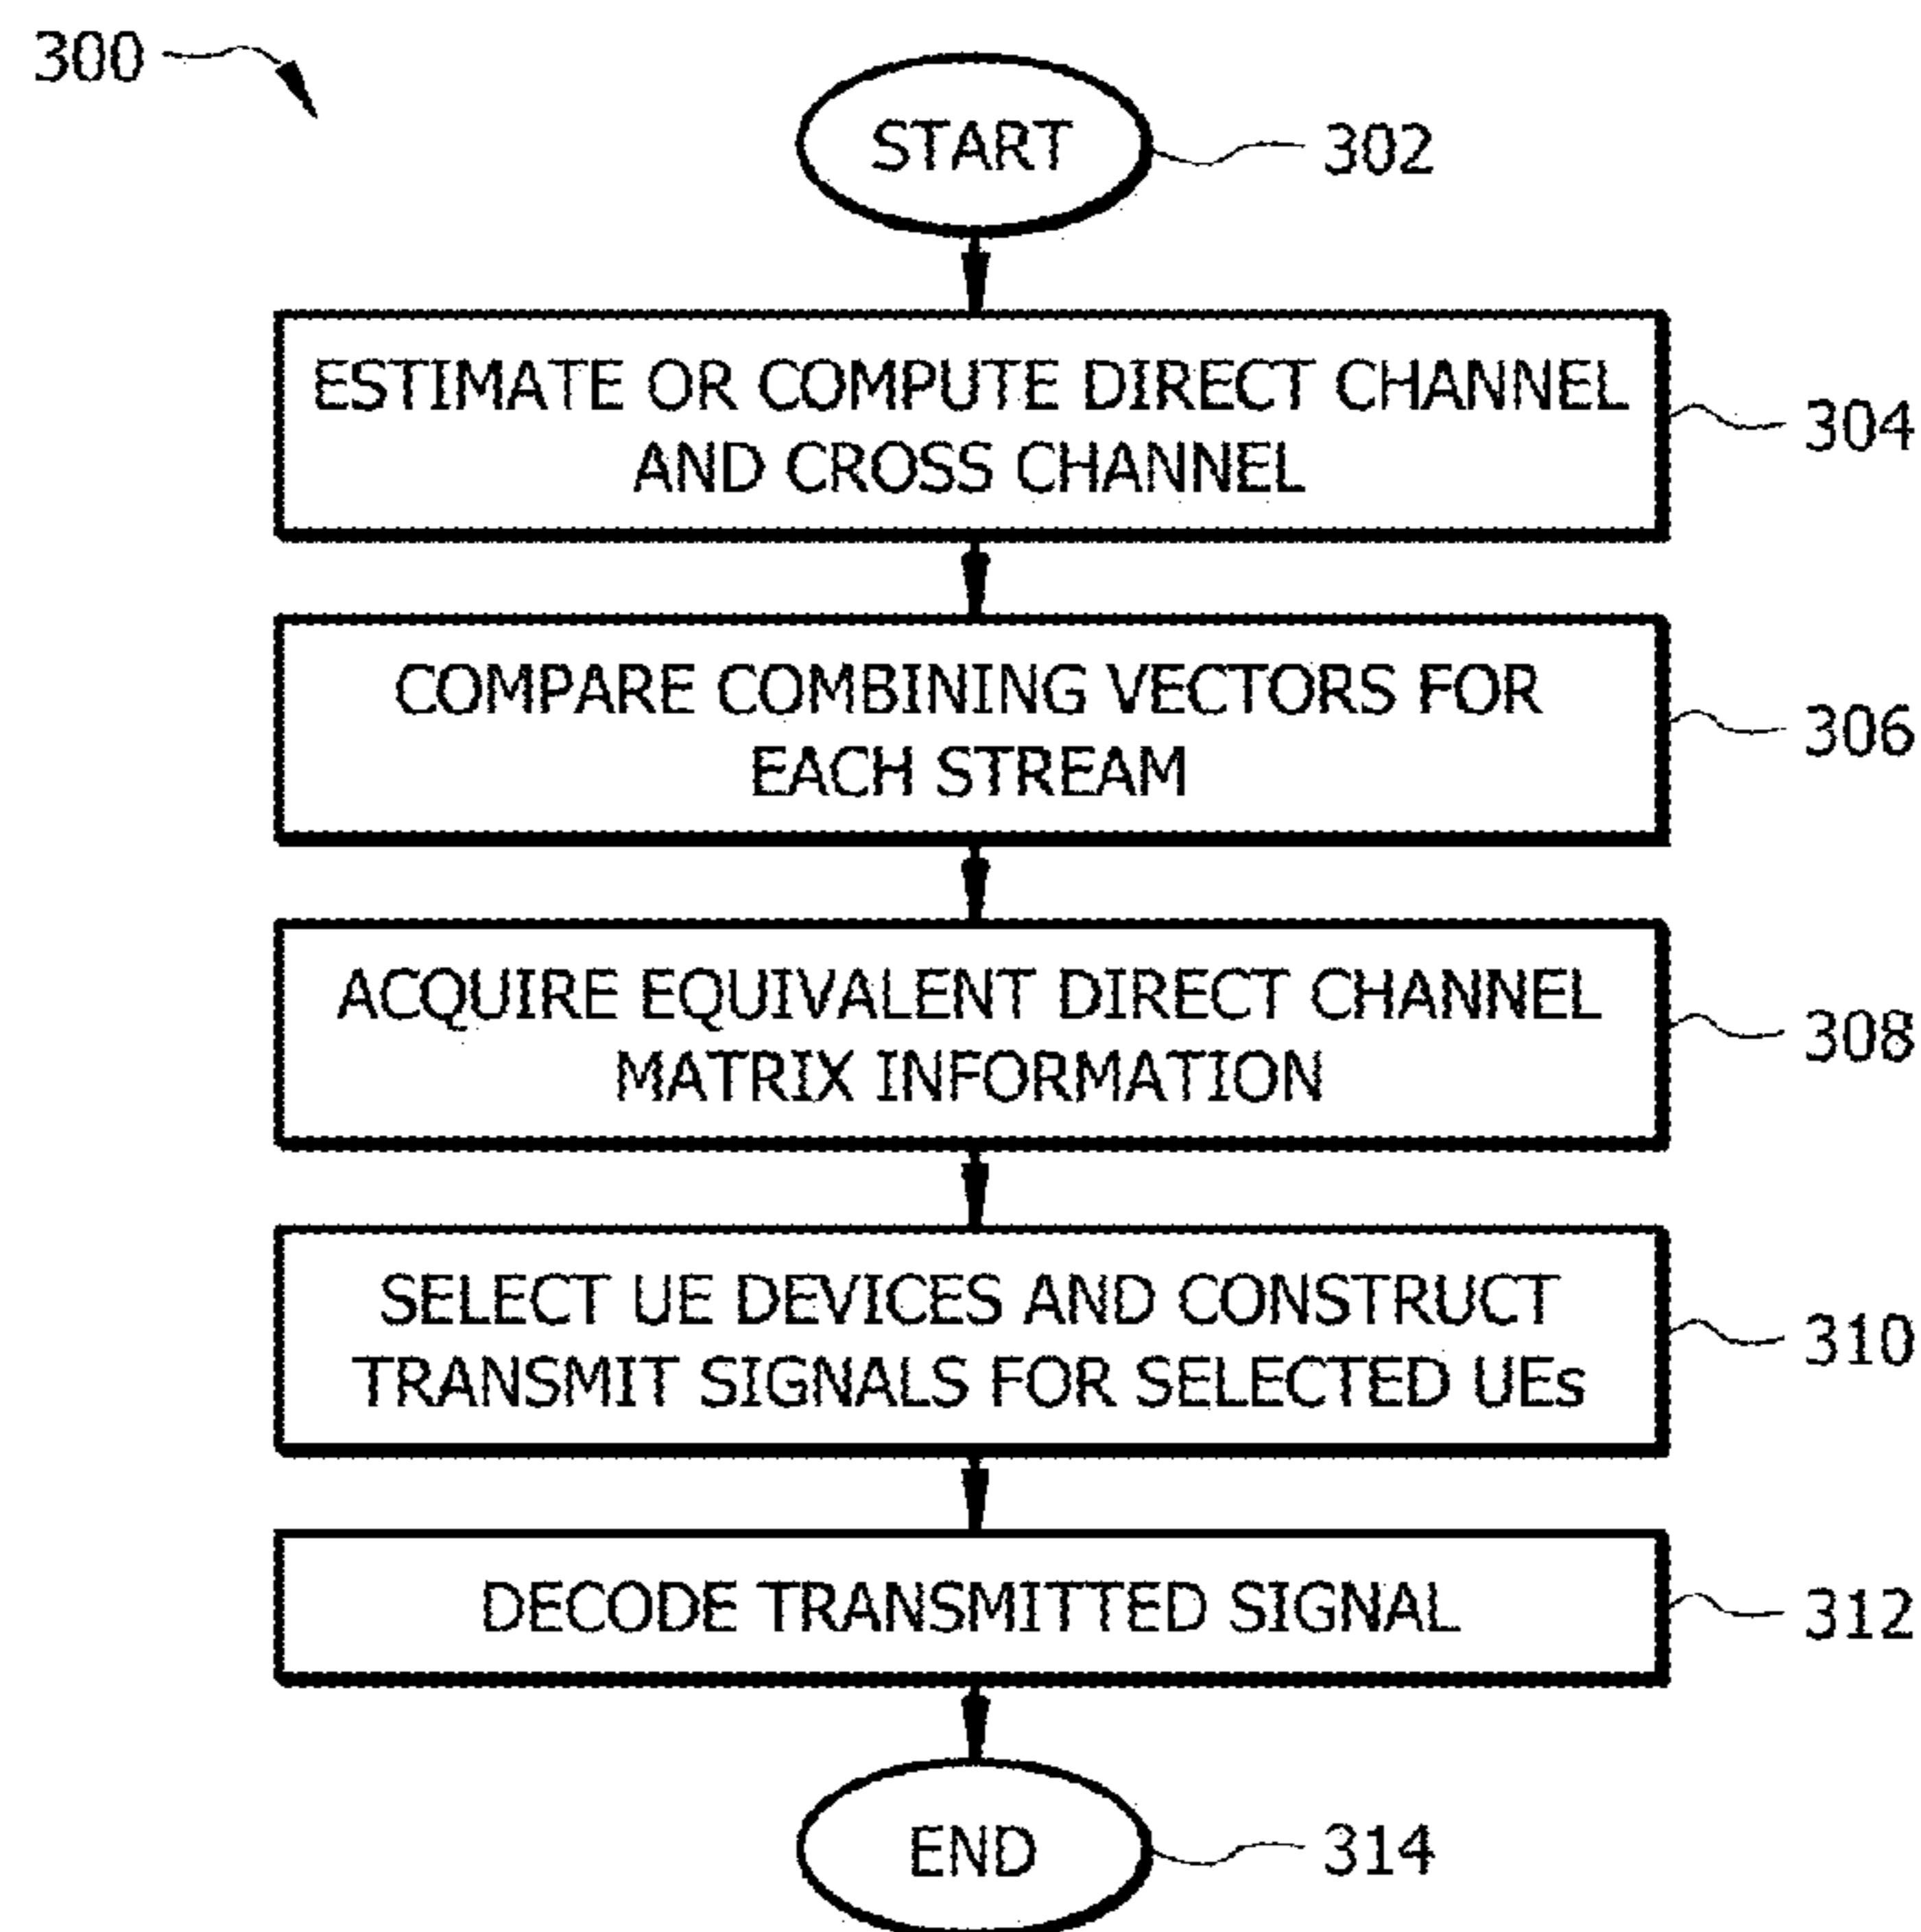 300
START
302
ESTIMATE OR COMPUTE DIRECT CHANNEL
AND CROSS CHANNEL
304
COMPARE COMBINING VECTORS FOR
EACH STREAM
306
ACQUIRE EQUIVALENT DIRECT CHANNEL
MATRIX INFORMATION
308
SELECT UE DEVICES AND CONSTRUCT
TRANSMIT SIGNALS FOR SELECTED UEs
310
DECODE TRANSMITTED SIGNAL
312
END
314